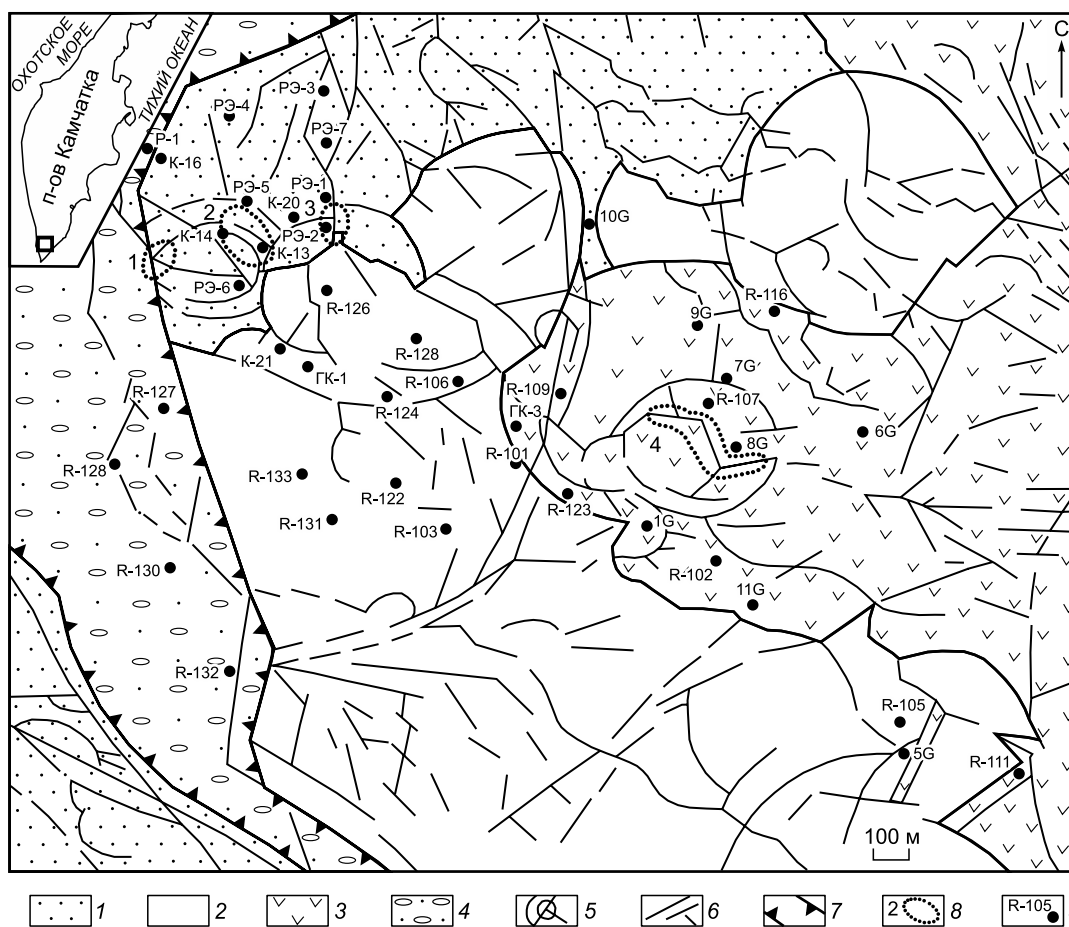 ОХОТСКОЕ
МОРЕ
ТИХИЙ ОКЕАН
п-ов Камчатка
С
РЭ-3
РЭ-4
РЭ-7
Р-1
К-16
РЭ-5
РЭ-1
К-20
2
3
К-14
РЭ-2
К-13
1
РЭ-6
10G
R-126
R-116
9G
К-21
R-128
ГК-1
R-106
7G
R-109
R-107
R-127
R-124
ГК-3
6G
8G
4
R-128
R-101
R-133
R-122
R-123
R-131
R-103
1G
R-130
R-102
11G
R-132
R-105
5G
R-111
100 м
1
2
3
4
5
6
7
2
8
R-105